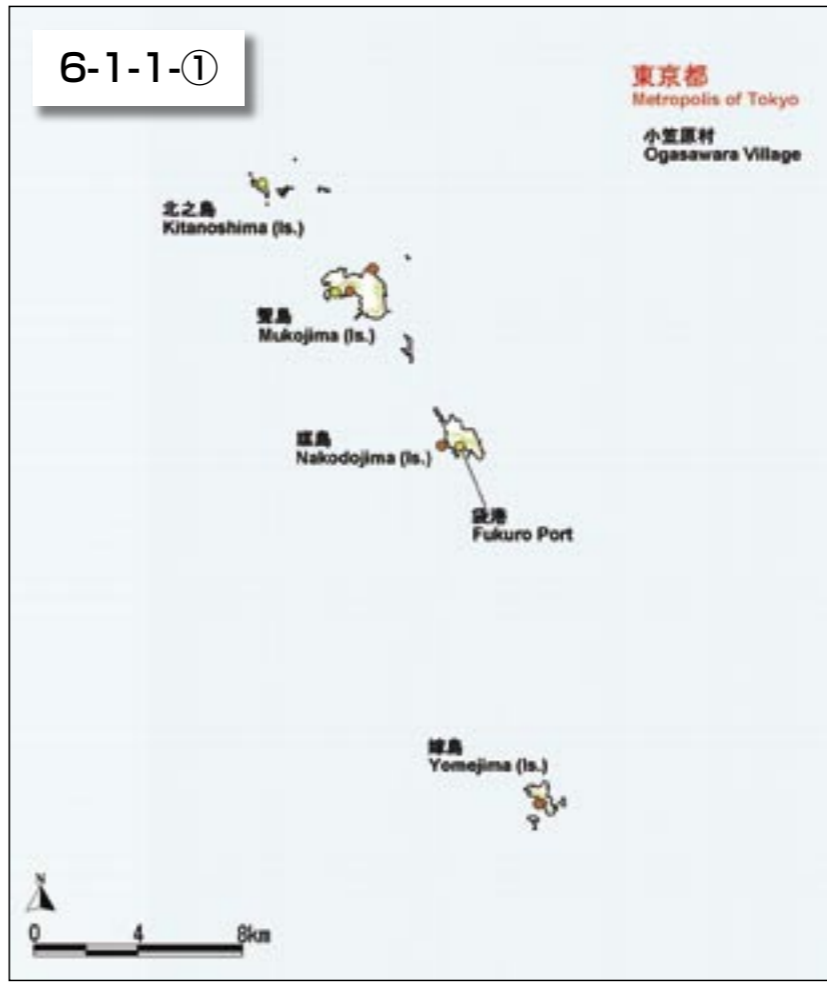 6-1-1-①
東京都
Metropolis of Tokyo
小笠原村
Ogasawara Village
北之島
Kitanoshima (Is.)
聟島
Mukojima (Is.)
媒島
Nakodojima (Is.)
袋港
Fukuro Port
嫁島
Yomejima (Is.)
N
0 4 8km